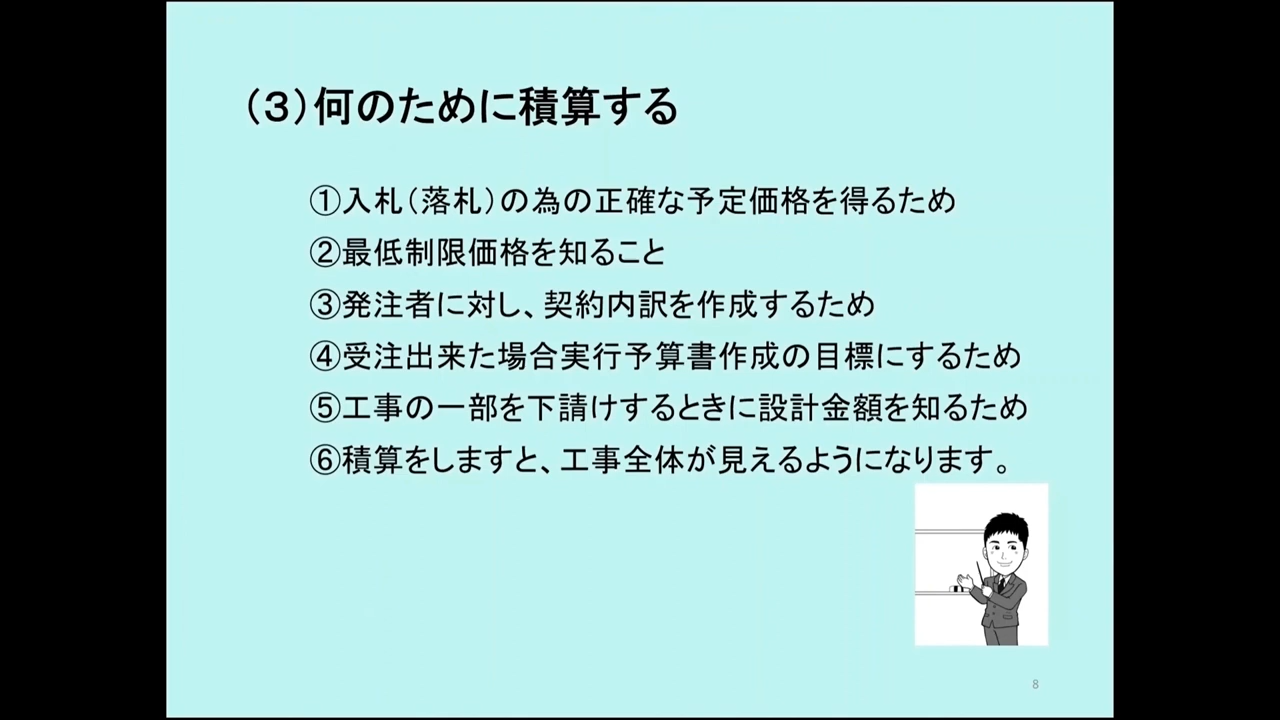 （３）何のために積算する
①入札（落札）の為の正確な予定価格を得るため
②最低制限価格を知ること
③発注者に対し、契約内訳を作成するため
④受注出来た場合実行予算書作成の目標にするため
⑤工事の一部を下請けするときに設計金額を知るため
⑥積算をしますと、工事全体が見えるようになります。
8